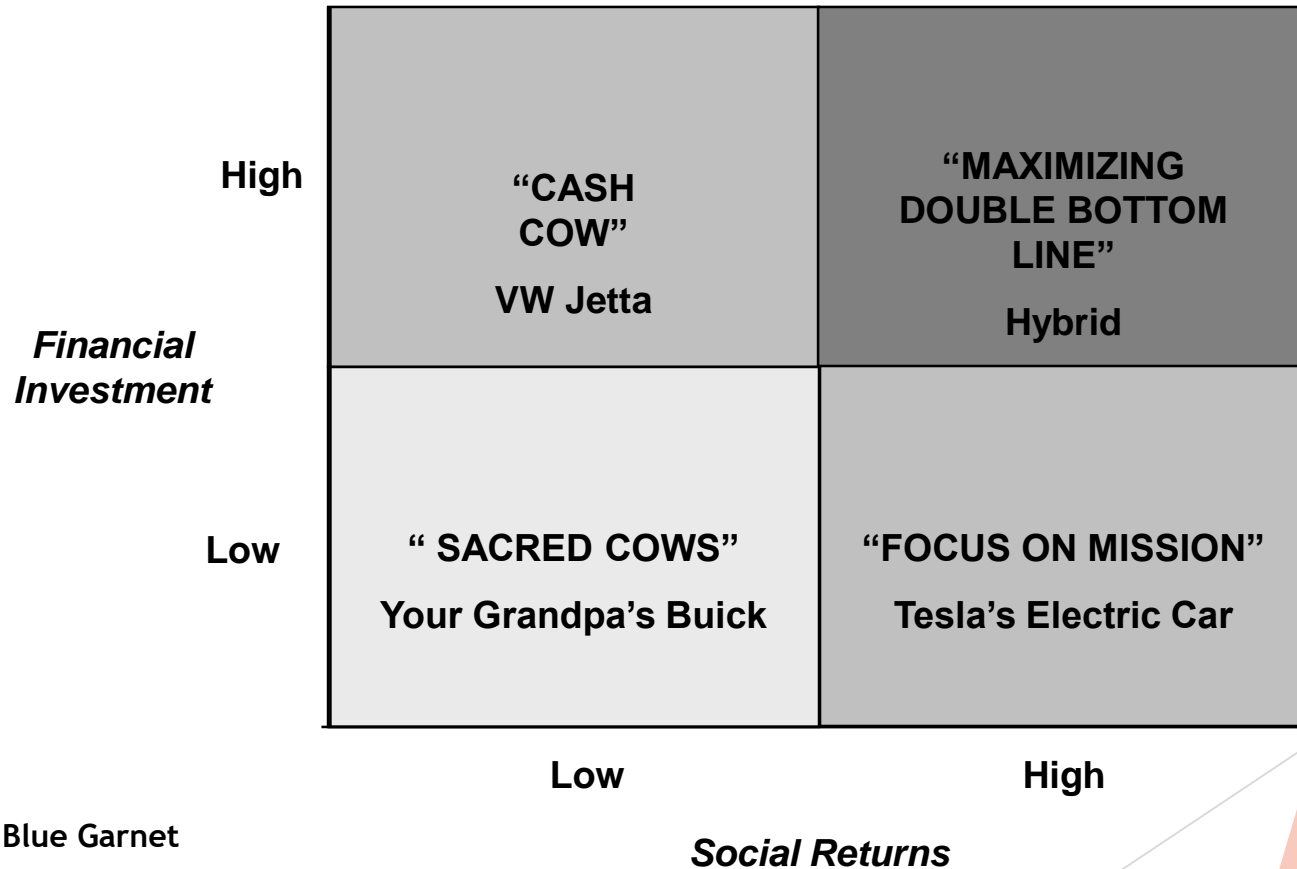 High
“CASH
COW”
VW Jetta
“MAXIMIZING
DOUBLE BOTTOM
LINE”
Hybrid
Financial
Investment
Low
“ SACRED COWS”
Your Grandpa’s Buick
“FOCUS ON MISSION”
Tesla’s Electric Car
Low
High
Blue Garnet
Social Returns